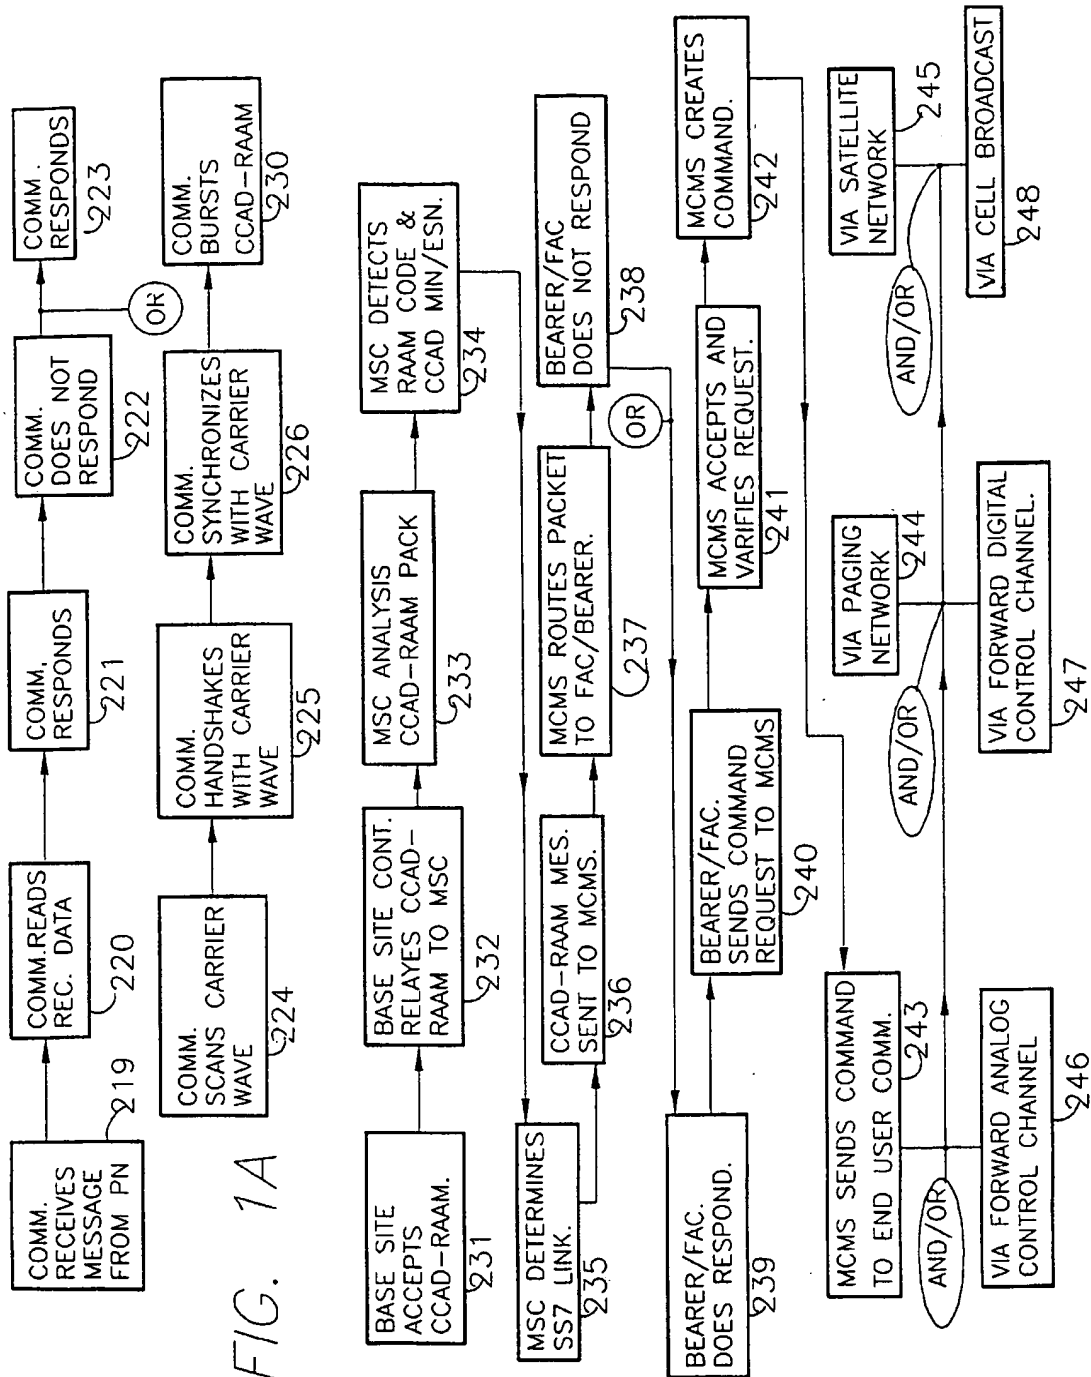 COMM.
RECEIVES
MESSAGE
FROM PN
219
COMM.READS
REC. DATA
220
COMM.
RESPONDS
221
COMM.
DOES NOT
RESPOND
222
OR
COMM.
RESPONDS
223
COMM.
SCANS CARRIER
WAVE
224
COMM.
HANDSHAKES
WITH CARRIER
WAVE
225
COMM.
SYNCHRONIZES
WITH CARRIER
WAVE
226
COMM.
BURSTS
CCAD-RAAM
230
FIG. 1A
BASE SITE
ACCEPTS
CCAD-RAAM.
231
BASE SITE CONT.
RELAYES CCAD-
RAAM TO MSC
232
MSC ANALYSIS
CCAD-RAAM PACK
233
MSC DETECTS
RAAM CODE &
CCAD MIN/ESN.
234
MSC DETERMINES
SS7 LINK.
235
CCAD-RAAM MES.
SENT TO MCMS.
236
MCMS ROUTES PACKET
TO FAC/BEARER.
237
BEARER/FAC
DOES NOT RESPOND
238
OR
BEARER/FAC.
DOES RESPOND.
239
BEARER/FAC.
SENDS COMMAND
REQUEST TO MCMS
240
MCMS ACCEPTS AND
VARIFIES REQUEST.
241
MCMS CREATES
COMMAND.
242
MCMS SENDS COMMAND
TO END USER COMM.
243
VIA PAGING
NETWORK
244
VIA SATELLITE
NETWORK
245
AND/OR
AND/OR
AND/OR
VIA FORWARD ANALOG
CONTROL CHANNEL
246
VIA FORWARD DIGITAL
CONTROL CHANNEL.
247
VIA CELL BROADCAST
248